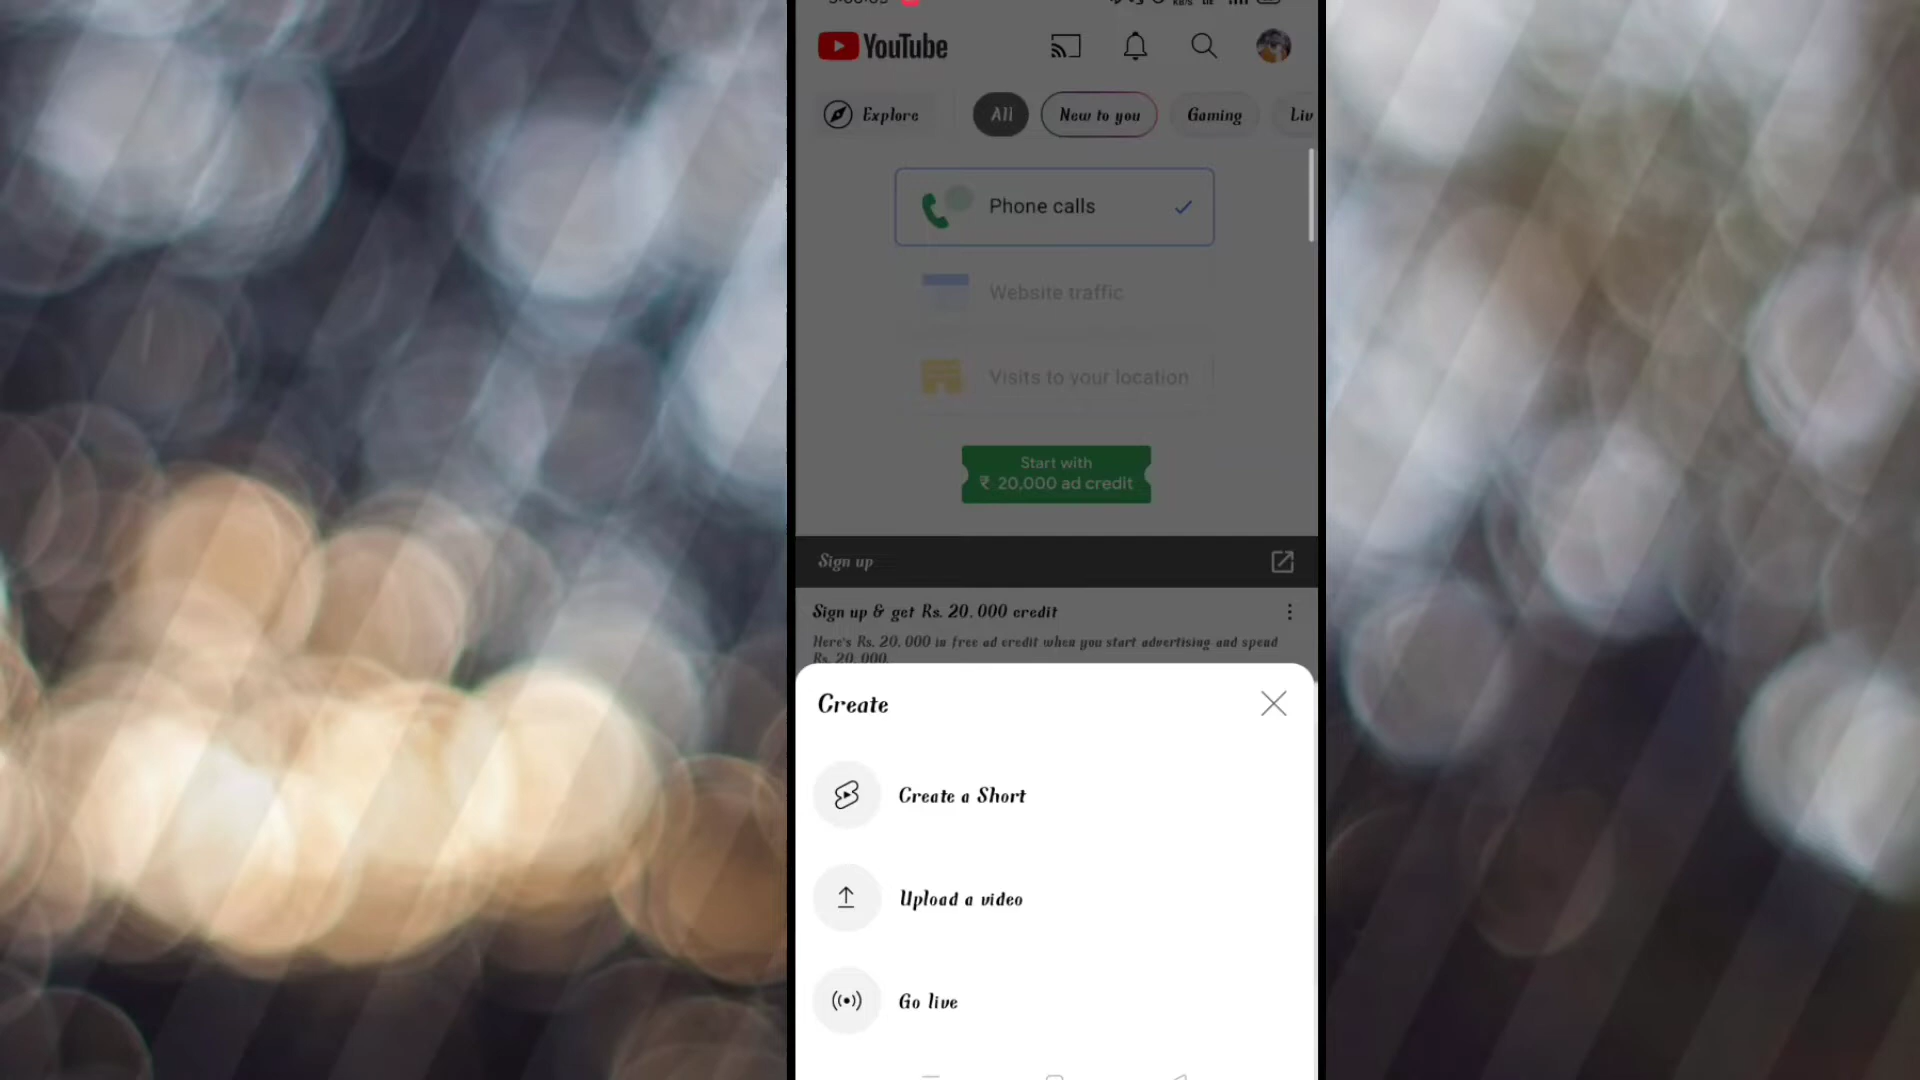 YouTube
Explore
All
New to you
Gaming
Liv
Phone calls
Website traffic
Visits to your location
Start with
₹ 20,000 ad credit
Sign up
Sign up & get Rs. 20,000 credit
Here's Rs. 20,000 in free ad credit when you start advertising and spend
Rs. 20,000.
Create
Create a Short
Upload a video
Go live